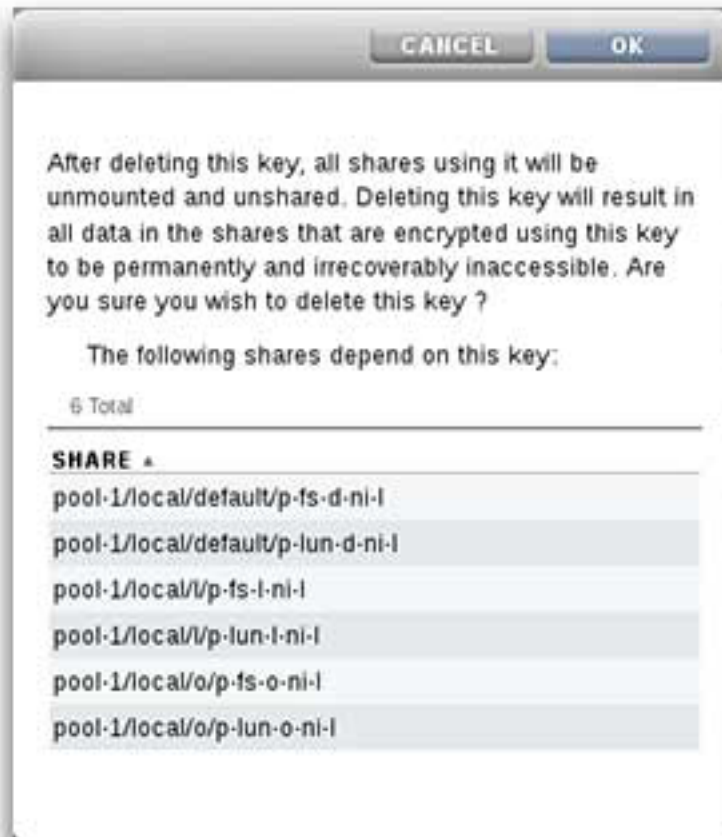 CANCEL OK
After deleting this key, all shares using it will be
unmounted and unshared. Deleting this key will result in
all data in the shares that are encrypted using this key
to be permanently and irrecoverably inaccessible. Are
you sure you wish to delete this key ?
The following shares depend on this key:
6 Total
SHARE ▲
pool-1/local/default/p-fs-d-ni-l
pool-1/local/default/p-lun-d-ni-l
pool-1/local/l/p-fs-l-ni-l
pool-1/local/l/p-lun-l-ni-l
pool-1/local/o/p-fs-o-ni-l
pool-1/local/o/p-lun-o-ni-l